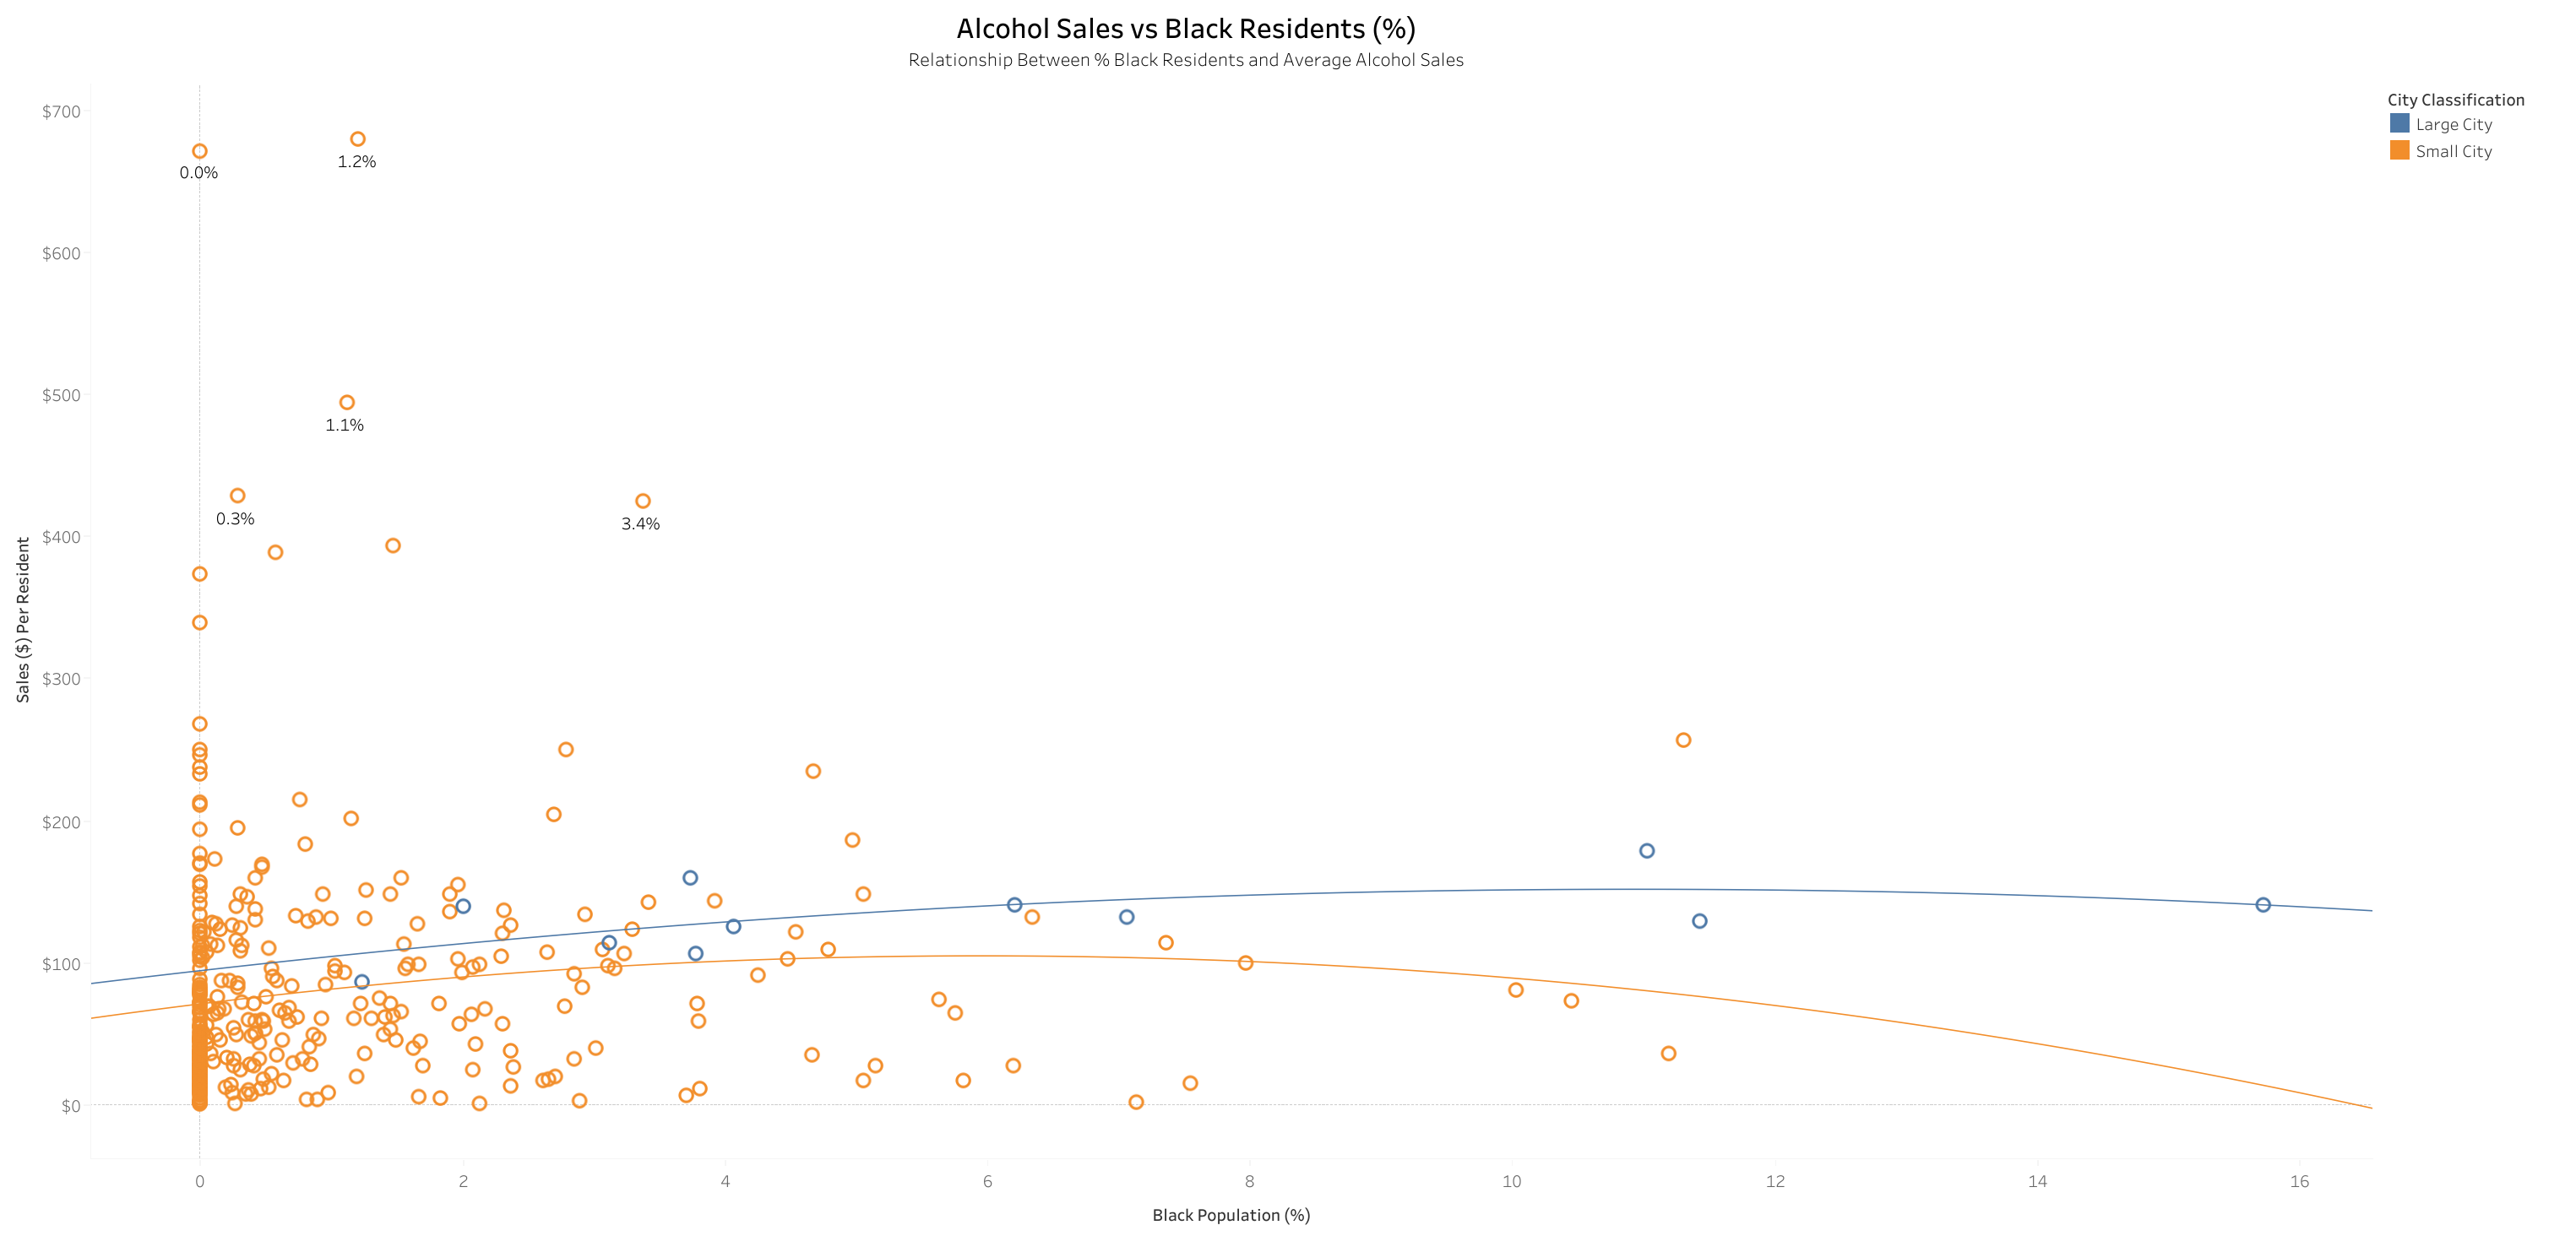 Alcohol Sales vs Black Residents (%)
Relationship Between % Black Residents and Average Alcohol Sales
City Classification
Large City
Small City
$700
$600
$500
$400
$300
$200
$100
$0
Sales ($) Per Resident
0.0%
1.2%
1.1%
0.3%
3.4%
0 2 4 6 8 10 12 14 16
Black Population (%)